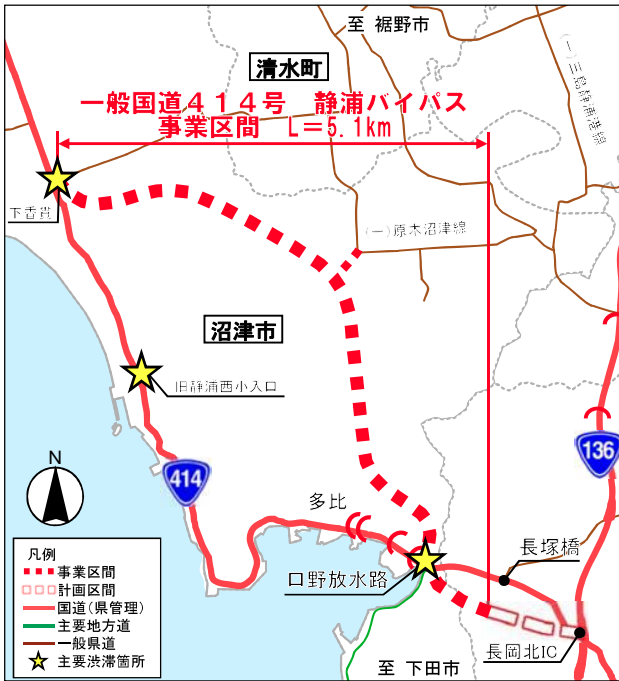 至 裾野市
清水町
(一)三島静浦港線
一般国道414号 静浦バイパス
事業区間 L=5.1km
下香貫
(一)原木沼津線
沼津市
旧静浦西小入口
136
414
N
多比
長塚橋
口野放水路
長岡北IC
至 下田市
凡例
事業区間
計画区間
国道(県管理)
主要地方道
一般県道
主要渋滞箇所